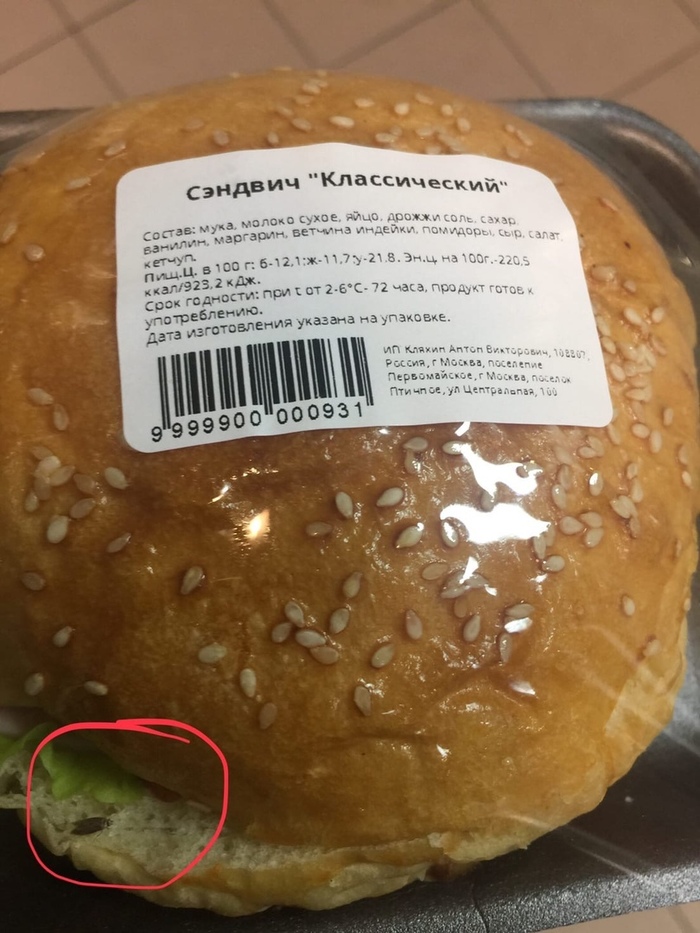 Сэндвич "Классический"
Состав: мука, молоко сухое, яйцо, дрожжи соль, сахар,
ванилин, маргарин, ветчина индейки, помидоры, сыр, салат,
кетчуп.
Пищ.Ц. в 100 г: б-12,1:ж-11,7:у-21.8. Эн.ц. на 100г.-220,5
ккал/923,2 кДж.
Срок годности: при t от 2-6°C- 72 часа, продукт готов к
употреблению.
Дата изготовления указана на упаковке.
ИП Кляхин Антон Викторович, 108807,
Россия, г Москва, поселение
Первомайское, г Москва, поселок
Птичное, ул Центральная, 100
9 999900 000931